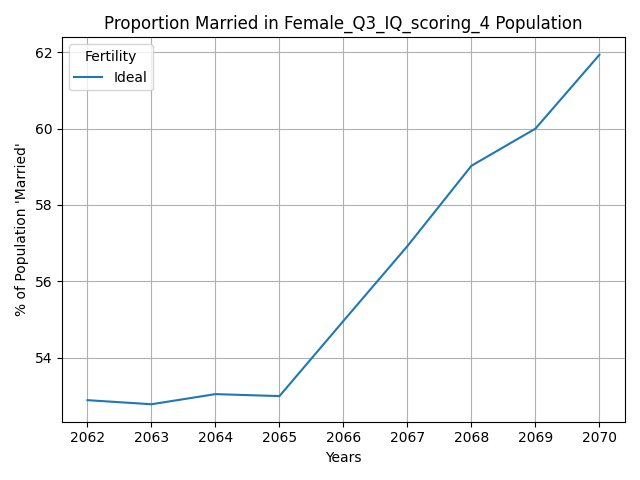 Proportion Married in Female_Q3_IQ_scoring_4 Population
Fertility
Ideal
% of Population 'Married'
62
60
58
56
54
2062 2063 2064 2065 2066 2067 2068 2069 2070
Years